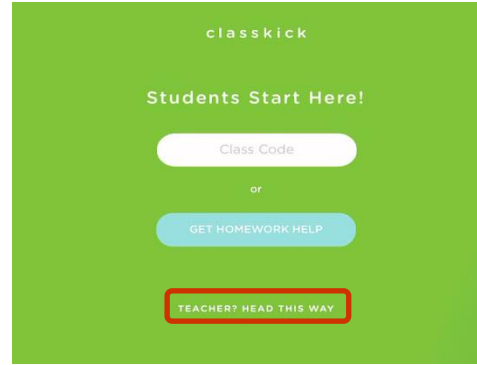 classkick
Students Start Here!
Class Code
or
GET HOMEWORK HELP
TEACHER? HEAD THIS WAY